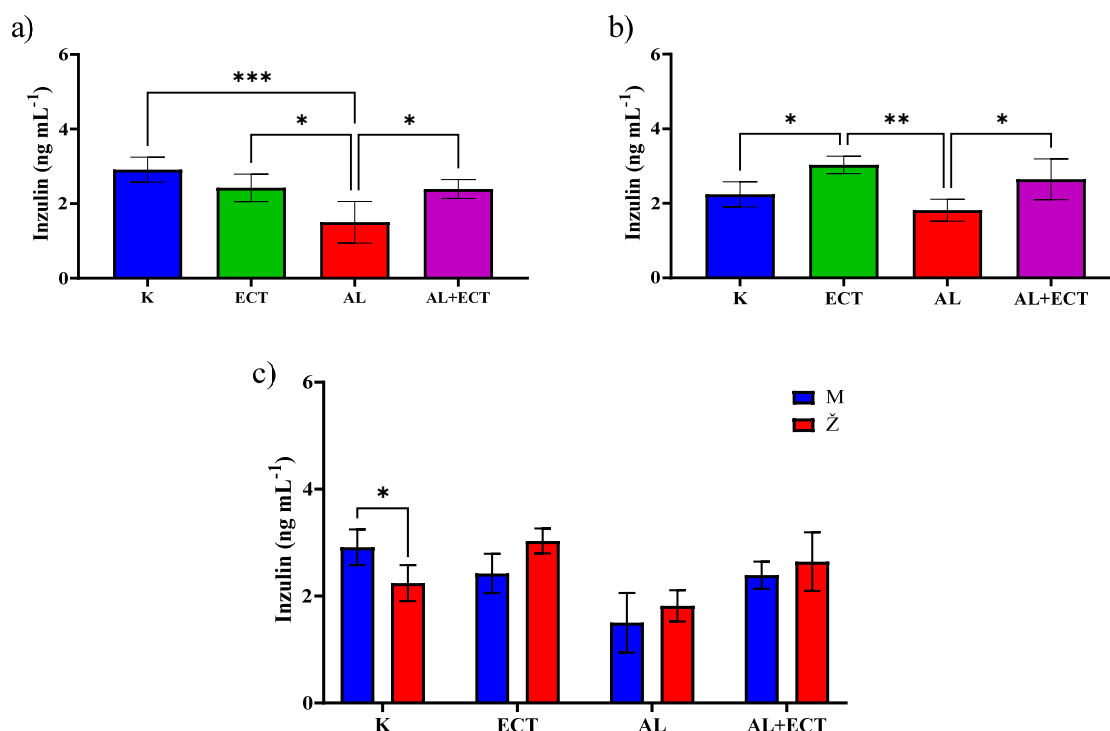 a)
Inzulin (ng mL-1)
6
4
2
0
***
*
*
K
ECT
AL
AL+ECT
b)
Inzulin (ng mL-1)
6
4
2
0
*
**
*
K
ECT
AL
AL+ECT
c)
Inzulin (ng mL-1)
6
4
2
0
*
M
Ž
K
ECT
AL
AL+ECT